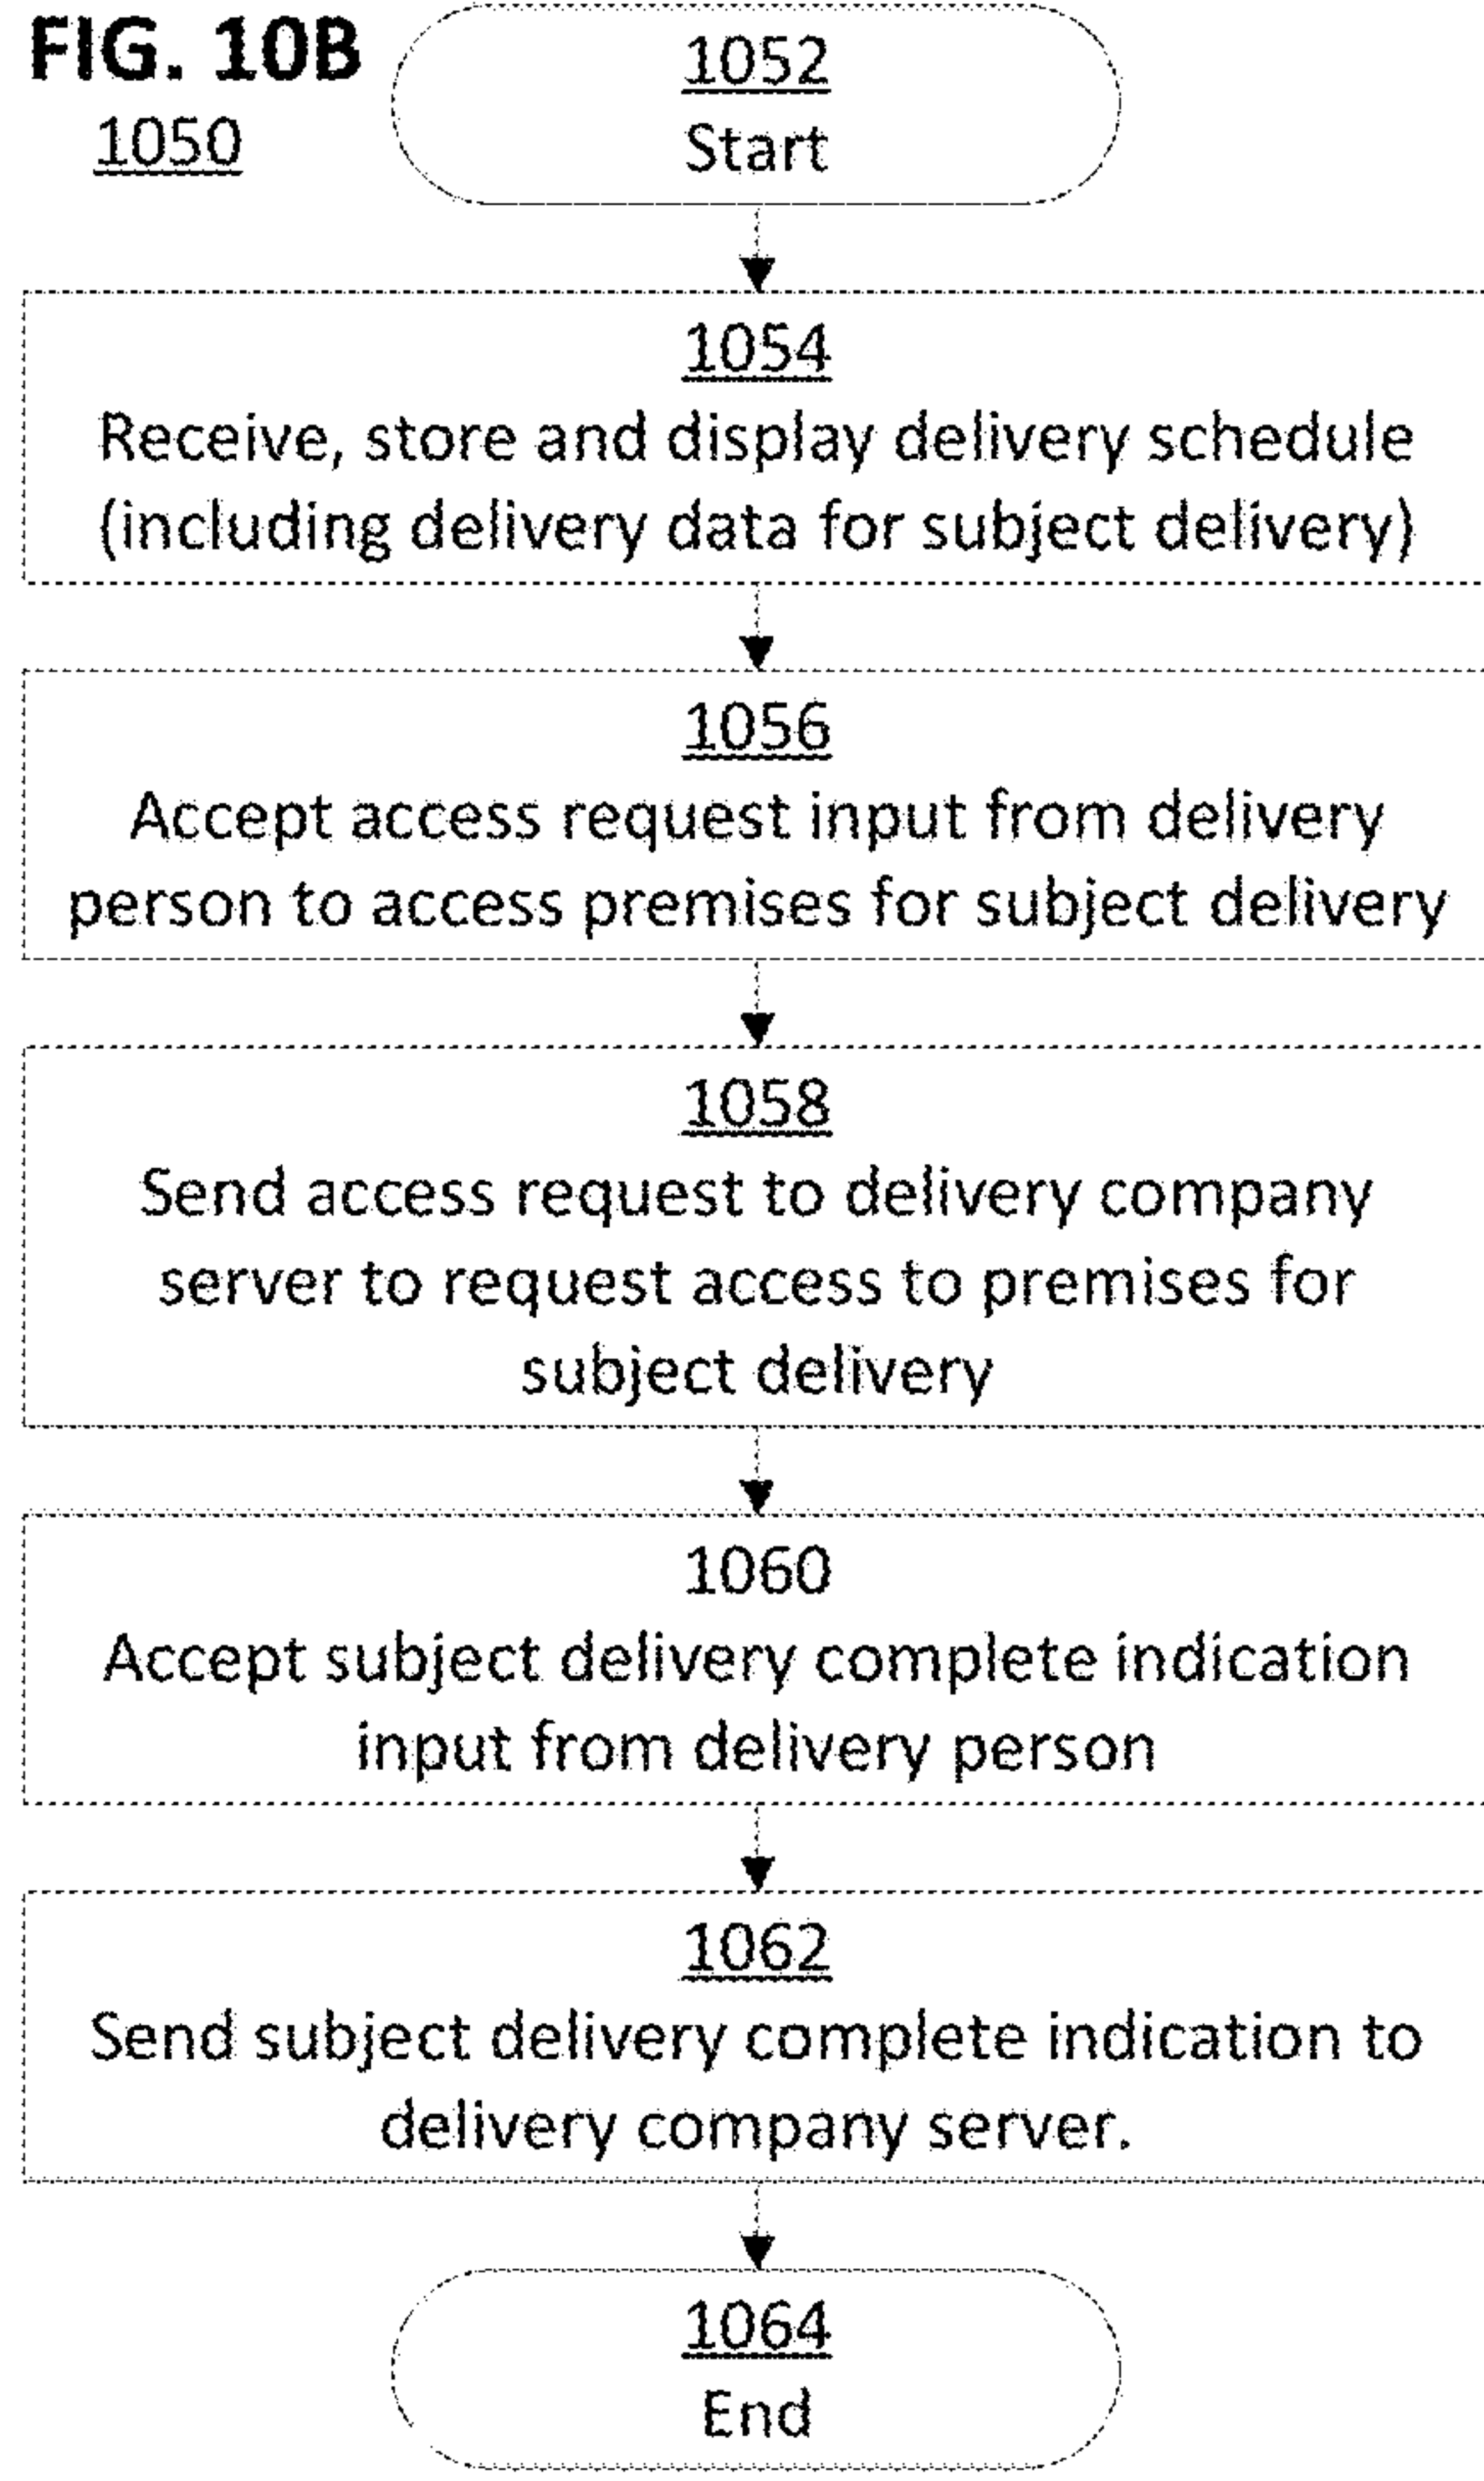 FIG. 10B
1050
1052
Start
1054
Receive, store and display delivery schedule
(including delivery data for subject delivery)
1056
Accept access request input from delivery
person to access premises for subject delivery
1058
Send access request to delivery company
server to request access to premises for
subject delivery
1060
Accept subject delivery complete indication
input from delivery person
1062
Send subject delivery complete indication to
delivery company server.
1064
End